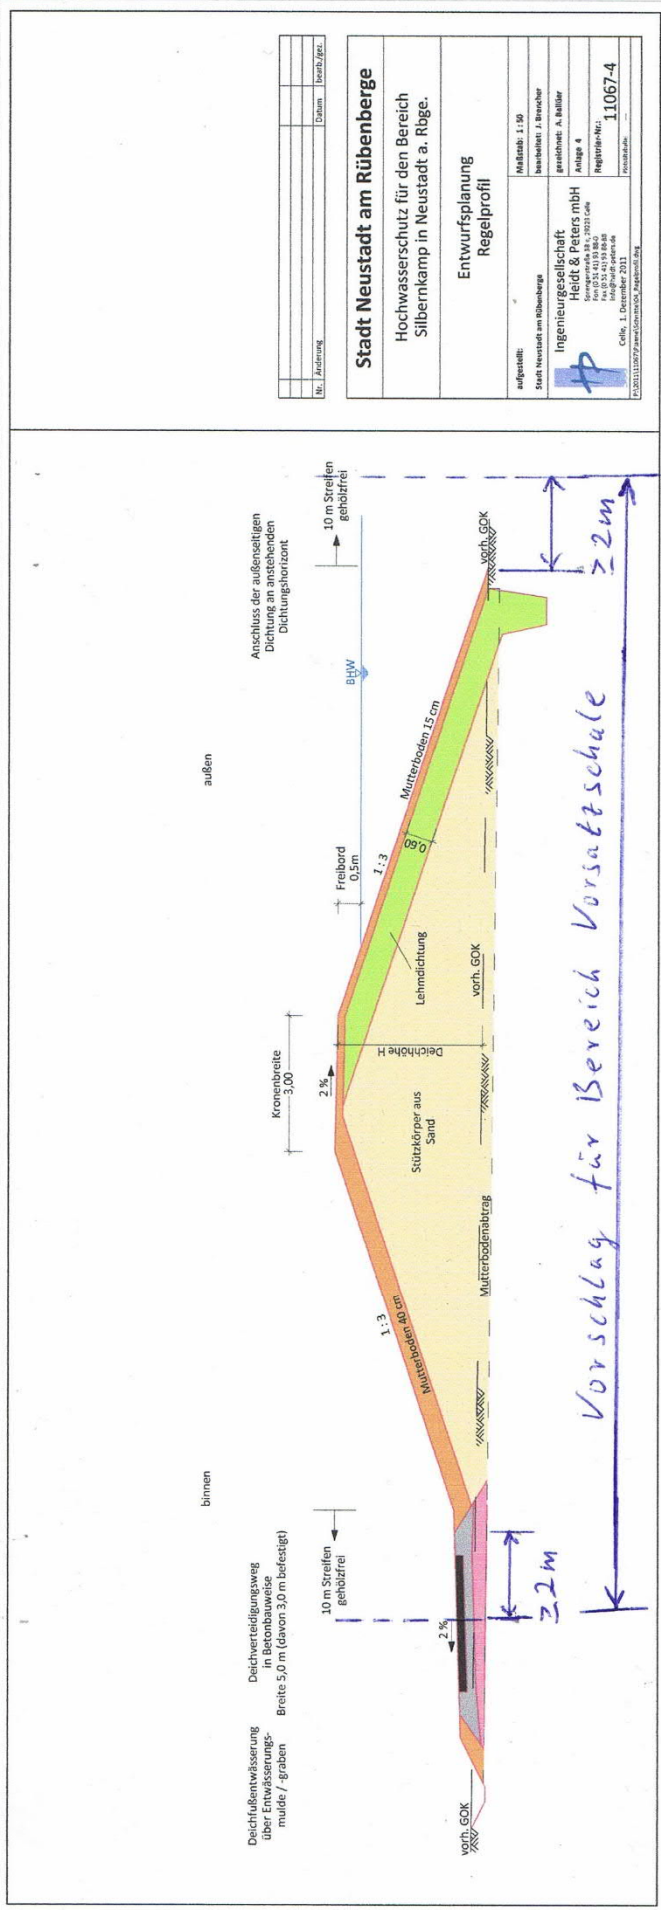 Deichfußentwässerung
über Entwässerungs-
mulde / -graben
Deichverteidigungsweg
in Betonbauweise
Breite 5,0 m (davon 3,0 m befestigt)
binnen
außen
Anschluss der außenseitigen
Dichtung an anstehenden
Dichtungshorizont
10 m Streifen
gehölzfrei
Kronenbreite
3,00
Freibord
0,5m
BHW
10 m Streifen
gehölzfrei
2 %
2 %
1 : 3
1 : 3
Mutterboden 40 cm
Mutterboden 15 cm
0,60
Lehmdichtung
Stützkörper aus
Sand
Deichhöhe H
vorh. GOK
vorh. GOK
vorh. GOK
Mutterbodenabtrag
≥2m
≥2m
Vorschlag für Bereich Vorsatzschale
Nr.
Änderung
Datum
bearb./gez.
Stadt Neustadt am Rübenberge
Hochwasserschutz für den Bereich
Silbernkamp in Neustadt a. Rbge.
Entwurfsplanung
Regelprofil
aufgestellt:
Stadt Neustadt am Rübenberge
Maßstab: 1 : 50
bearbeitet: J. Brencher
Ingenieurgesellschaft
Heidt & Peters mbH
Celle, 1. Dezember 2011
Anlage 4
Registrier-Nr.:
11067-4